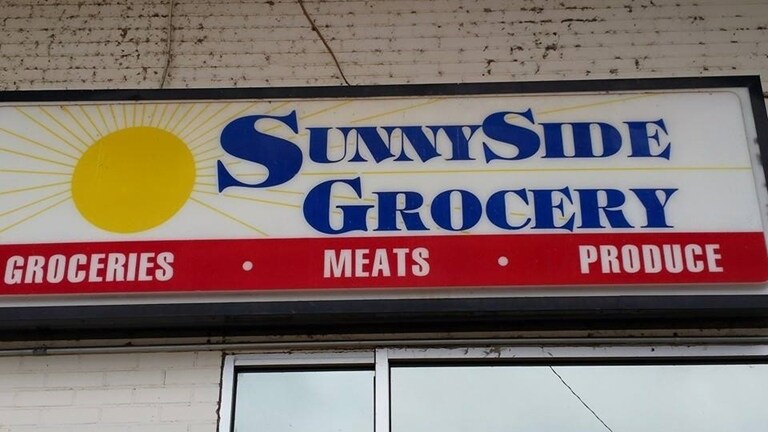 SUNNYSIDE
GROCERY
GROCERIES • MEATS • PRODUCE